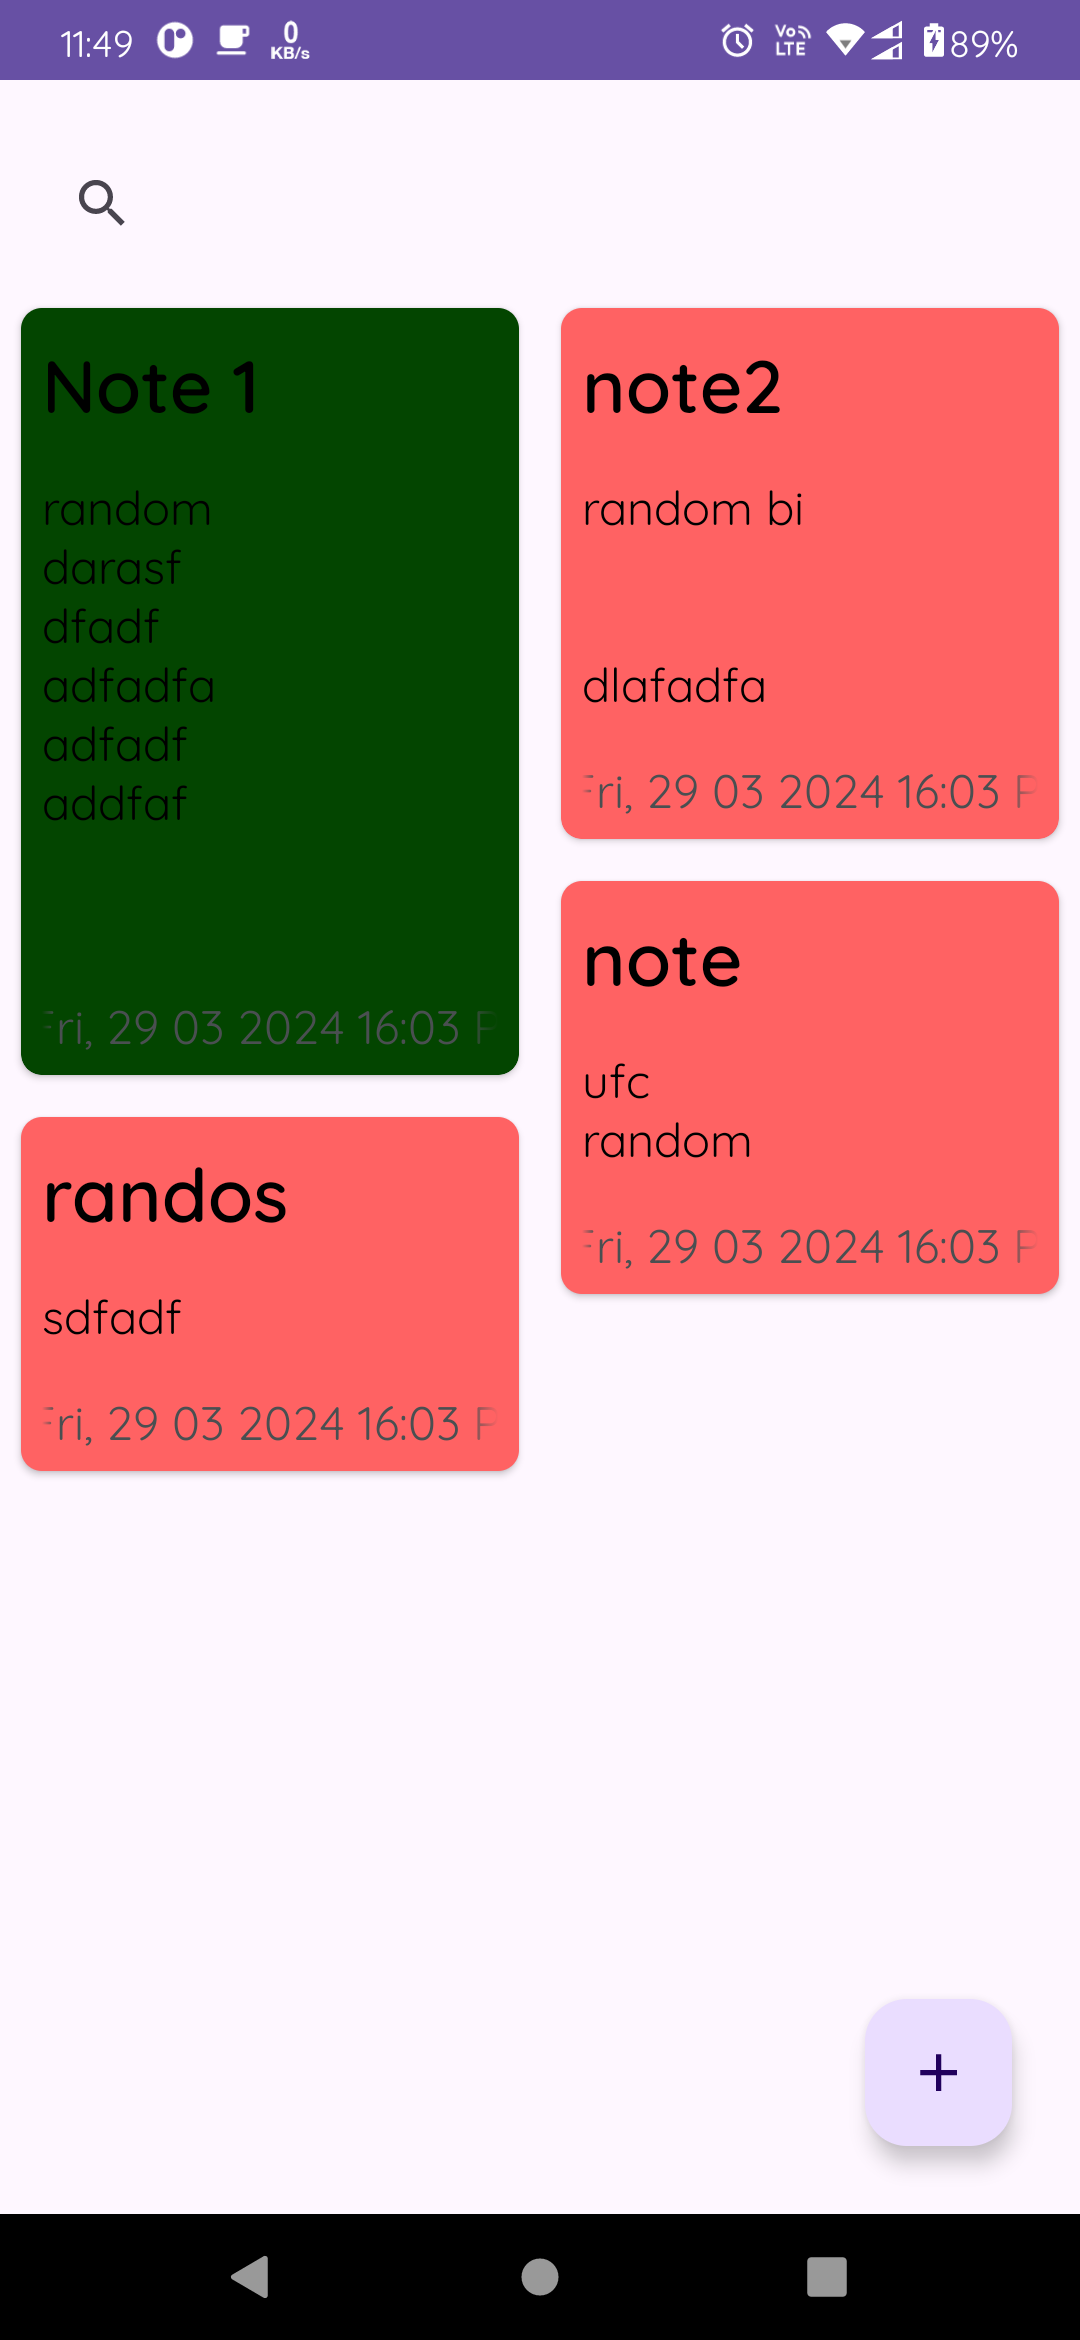 11:49 0 KB/s Vo LTE 89%
Note 1
random
darasf
dfadf
adfadfa
adfadf
addfaf
Fri, 29 03 2024 16:03 P
note2
random bi
dlafadfa
Fri, 29 03 2024 16:03 P
note
ufc
random
Fri, 29 03 2024 16:03 P
randos
sdfadf
Fri, 29 03 2024 16:03 P